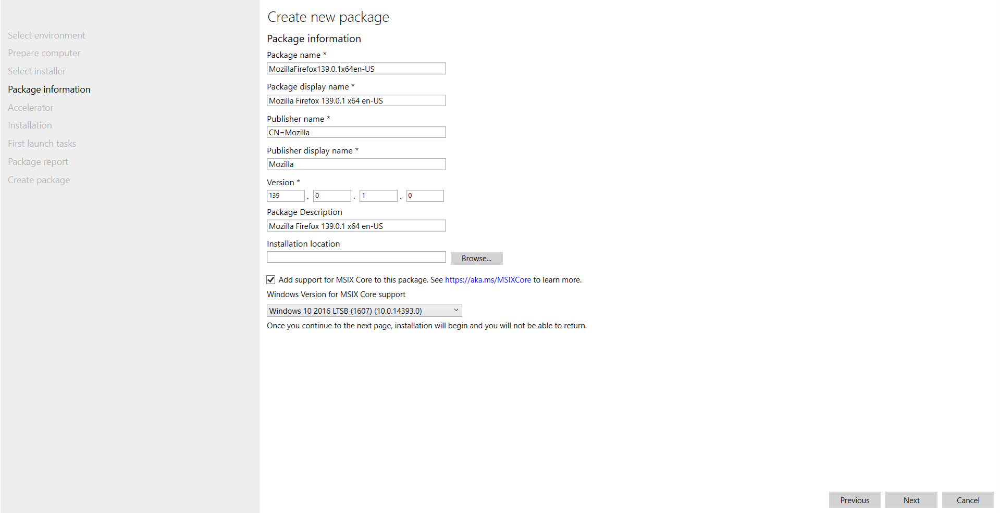 Select environment
Prepare computer
Select installer
Package information
Accelerator
Installation
First launch tasks
Package report
Create package
Create new package
Package information
Package name *
MozillaFirefox139.0.1x64en-US
Package display name *
Mozilla Firefox 139.0.1 x64 en-US
Publisher name *
CN=Mozilla
Publisher display name *
Mozilla
Version *
139 . 0 . 1 . 0
Package Description
Mozilla Firefox 139.0.1 x64 en-US
Installation location
Browse...
Add support for MSIX Core to this package. See https://aka.ms/MSIXCore to learn more.
Windows Version for MSIX Core support
Windows 10 2016 LTSB (1607) (10.0.14393.0)
Once you continue to the next page, installation will begin and you will not be able to return.
Previous Next Cancel